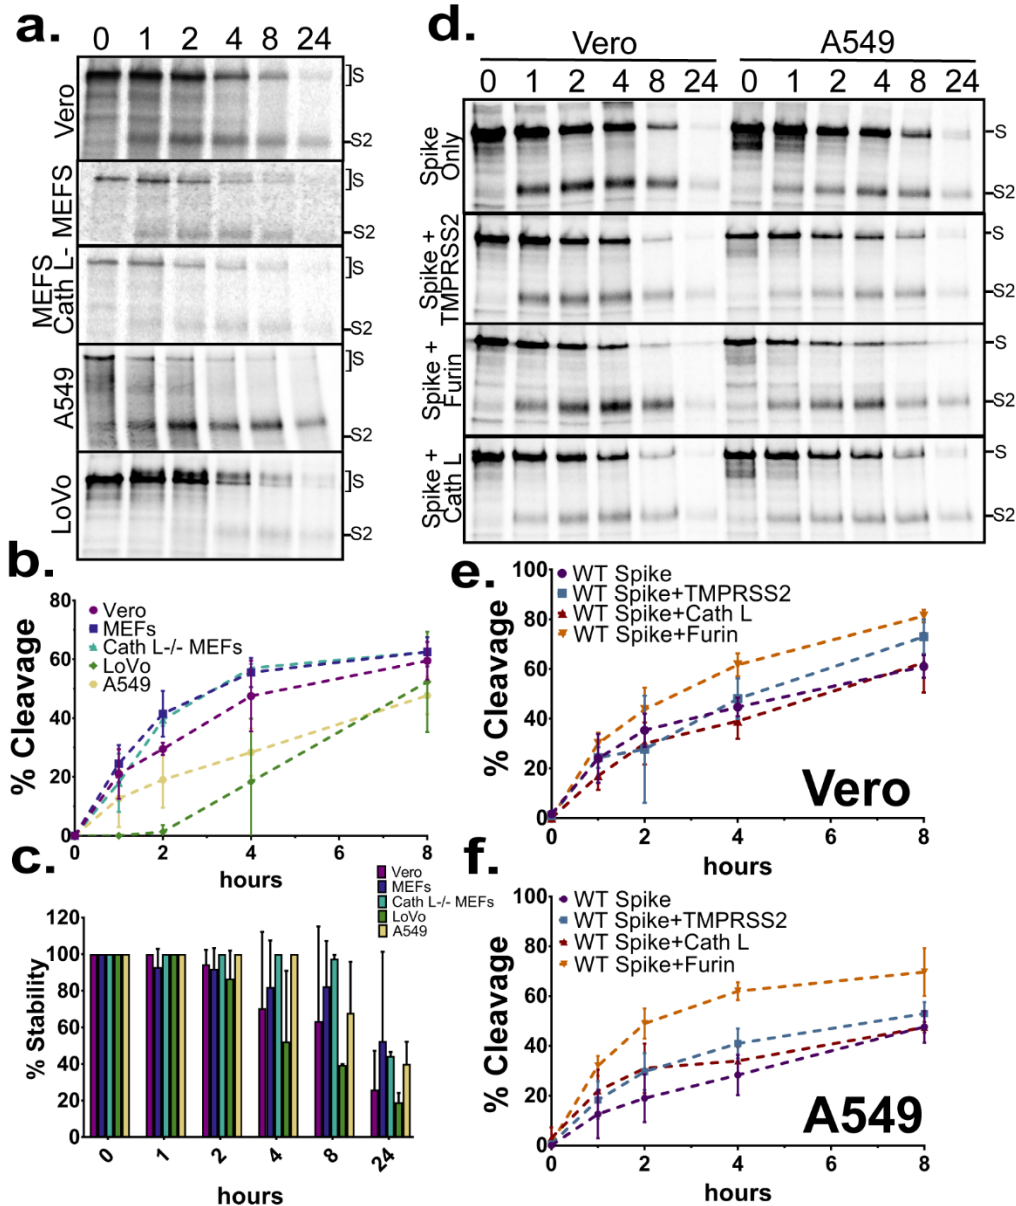 a.
0 1 2 4 8 24
Vero
S
S2
MEFS
S
S2
MEFS
Cath L-
S
S2
A549
S
S2
LoVo
S
S2
b.
% Cleavage
80
60
40
20
0
Vero
MEFs
Cath L-/- MEFs
LoVo
A549
0 2 4 6 8
hours
c.
% Stability
120
100
80
60
40
20
0
Vero
MEFs
Cath L-/- MEFs
LoVo
A549
0 1 2 4 8 24
hours
d.
Vero A549
0 1 2 4 8 24 0 1 2 4 8 24
Spike
Only
S
S2
Spike +
TMPRSS2
S
S2
Spike +
Furin
S
S2
Spike +
Cath L
S
S2
e.
% Cleavage
100
80
60
40
20
0
WT Spike
WT Spike+TMPRSS2
WT Spike+Cath L
WT Spike+Furin
Vero
0 2 4 6 8
hours
f.
% Cleavage
100
80
60
40
20
0
WT Spike
WT Spike+TMPRSS2
WT Spike+Cath L
WT Spike+Furin
A549
0 2 4 6 8
hours